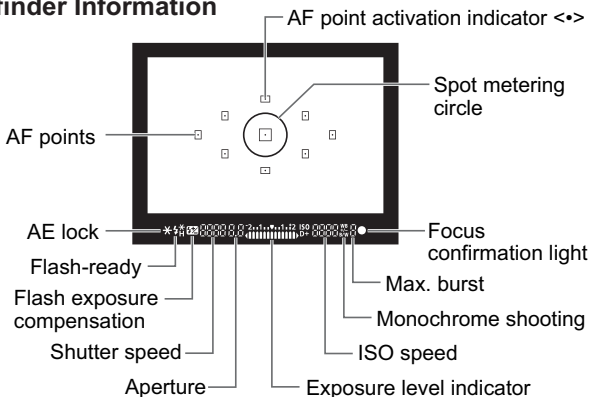 finder Information
AF point activation indicator <•>
Spot metering
circle
AF points
AE lock
Focus
confirmation light
Flash-ready
Max. burst
Flash exposure
compensation
Monochrome shooting
Shutter speed
ISO speed
Aperture
Exposure level indicator